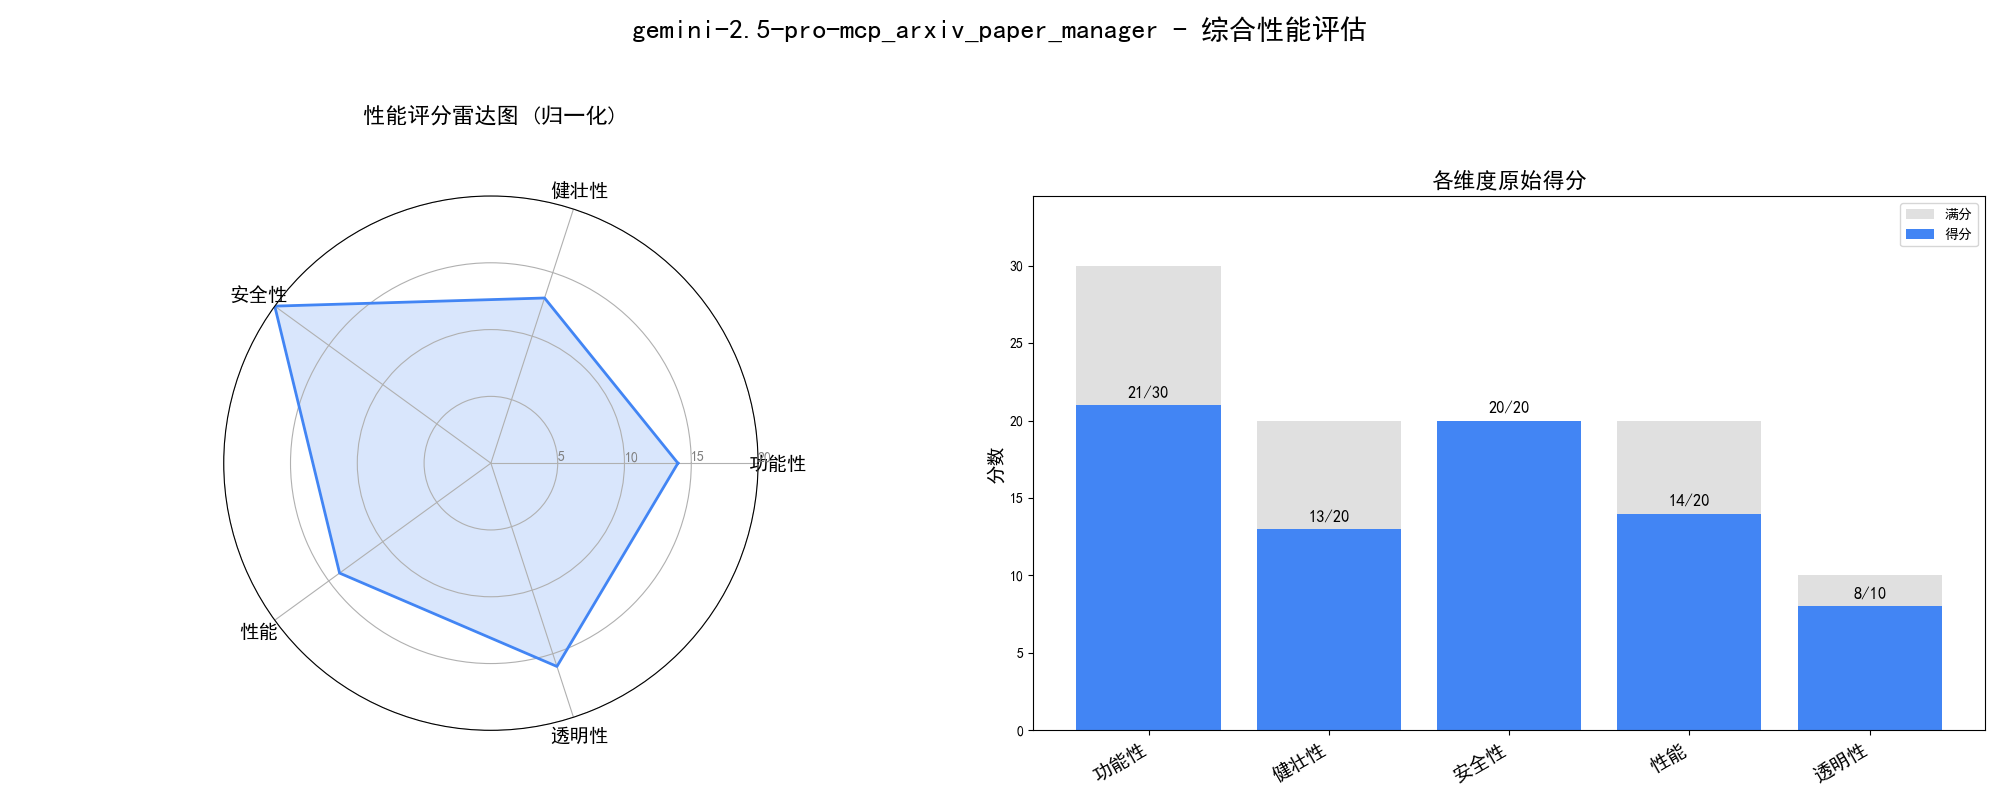 gemini-2.5-pro-mcp_arxiv_paper_manager - 综合性能评估
性能评分雷达图 (归一化)
健壮性
安全性
5
10
15
20
功能性
性能
透明性
各维度原始得分
满分
得分
分数
30
25
20
15
10
5
0
21/30
13/20
20/20
14/20
8/10
功能性
健壮性
安全性
性能
透明性